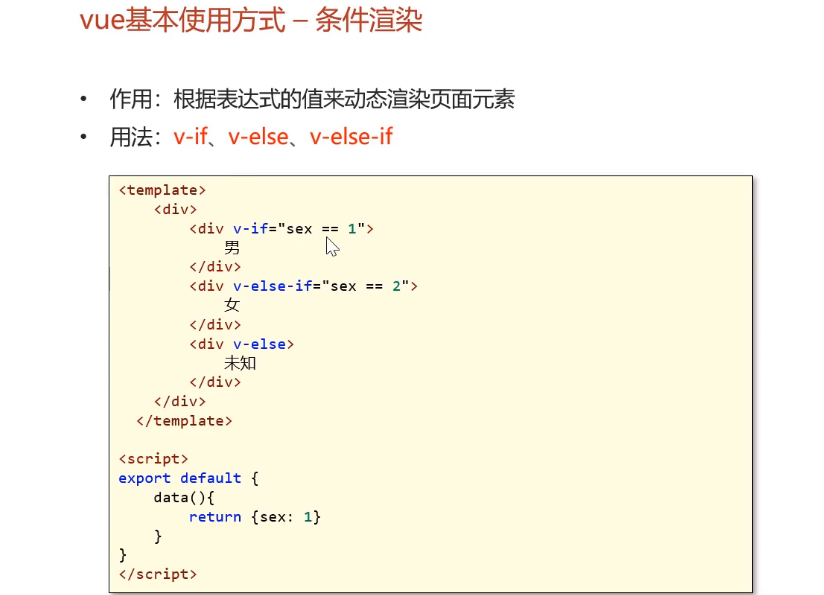 vue基本使用方式 – 条件渲染
• 作用：根据表达式的值来动态渲染页面元素
• 用法：v-if、v-else、v-else-if
<template>
    <div>
        <div v-if="sex == 1">
            男
        </div>
        <div v-else-if="sex == 2">
            女
        </div>
        <div v-else>
            未知
        </div>
    </div>
  </template>

<script>
export default {
    data(){
        return {sex: 1}
    }
}
</script>